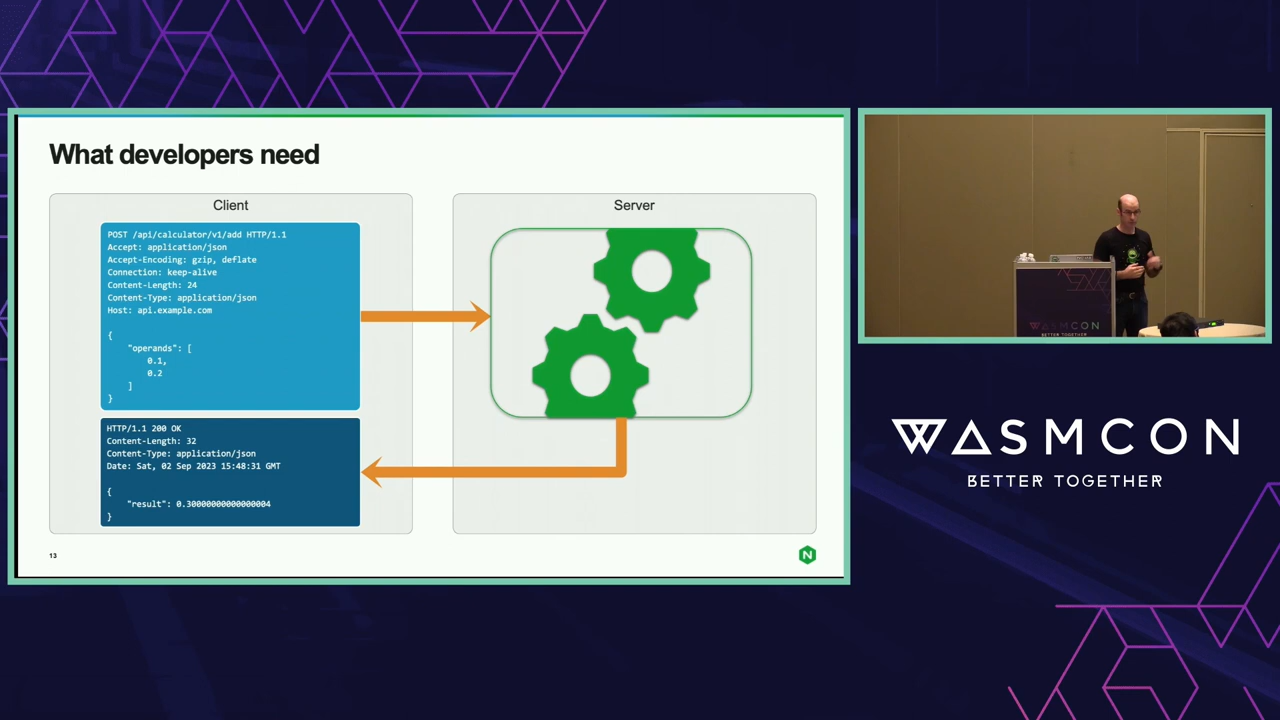 What developers need
Client
POST /api/calculator/v1/add HTTP/1.1
Accept: application/json
Accept-Encoding: gzip, deflate
Connection: keep-alive
Content-Length: 24
Content-Type: application/json
Host: api.example.com
{
"operands": [
0.1,
0.2
]
}
HTTP/1.1 200 OK
Content-Length: 32
Content-Type: application/json
Date: Sat, 02 Sep 2023 15:48:31 GMT
{
"result": 0.30000000000000004
}
Server
13
N
WASMCON
BETTER TOGETHER
WASMCON
BETTER TOGETHER